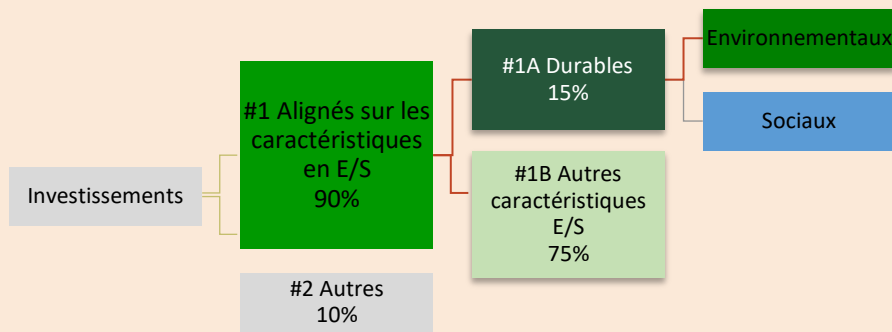 Investissements
#1 Alignés sur les
caractéristiques
en E/S
90%
#2 Autres
10%
#1A Durables
15%
#1B Autres
caractéristiques
E/S
75%
Environnementaux
Sociaux